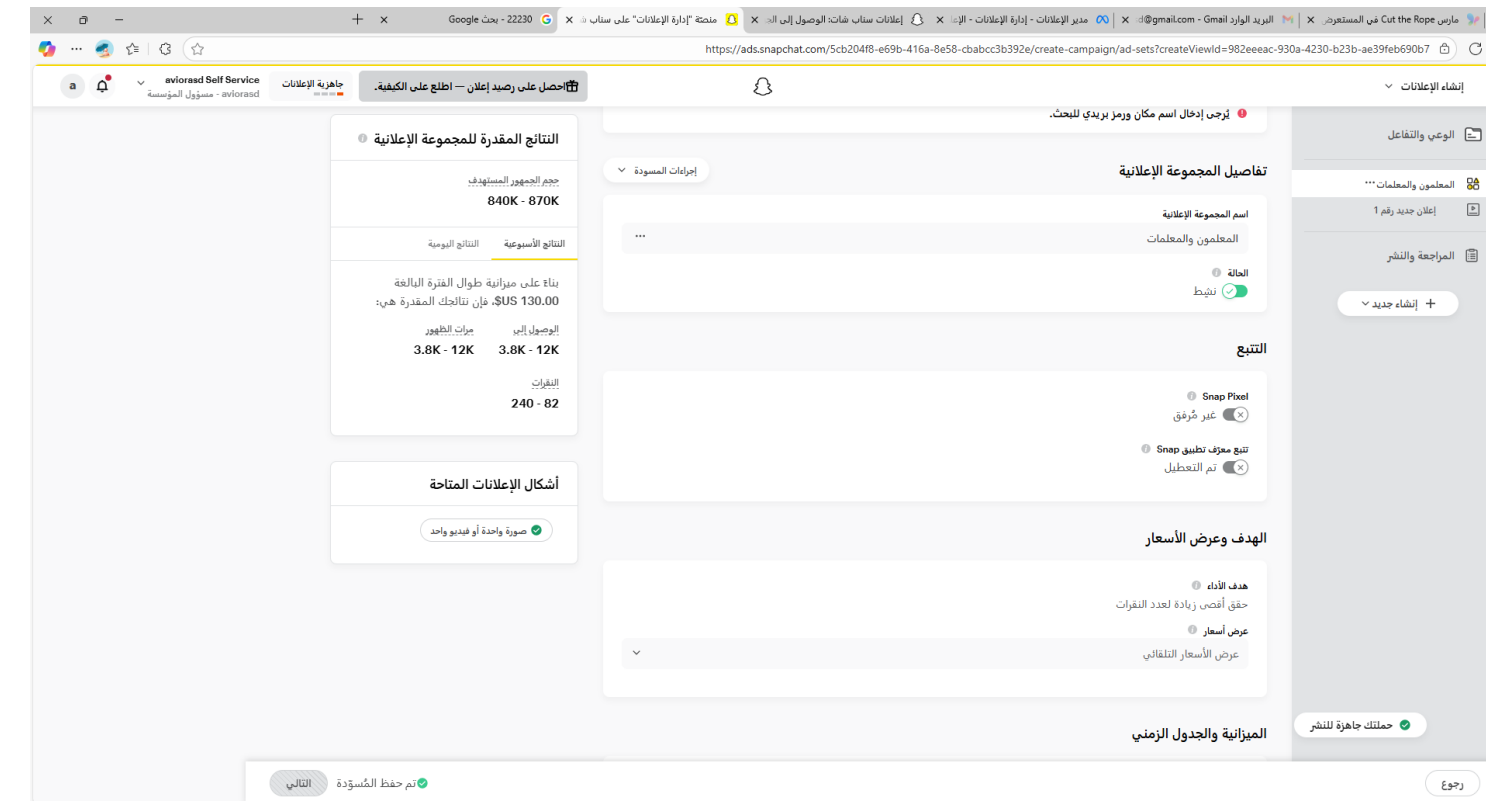 مارس Cut the Rope في المستعرض
البريد الوارد - d@gmail.com - Gmail
مدير الإعلانات - إدارة الإعلانات - الإعا
إعلانات سناب شات: الوصول إلى الج
منصة "إدارة الإعلانات" على سناب ش
22230 - بحث Google
https://ads.snapchat.com/5cb204f8-e69b-416a-8e58-cbabcc3b392e/create-campaign/ad-sets?createViewId=982eeeac-930a-4230-b23b-ae39feb690b7
إنشاء الإعلانات
احصل على رصيد إعلان — اطلع على الكيفية.
جاهزية الإعلانات
aviorasd Self Service
aviorasd - مسؤول المؤسسة
a
الوعي والتفاعل
المعلمون والمعلمات ...
إعلان جديد رقم 1
المراجعة والنشر
+ إنشاء جديد
حملتك جاهزة للنشر
يُرجى إدخال اسم مكان ورمز بريدي للبحث.
تفاصيل المجموعة الإعلانية
إجراءات المسودة
اسم المجموعة الإعلانية
المعلمون والمعلمات
...
الحالة
نشِط
التتبع
Snap Pixel
غير مُرفق
تتبع معرّف تطبيق Snap
تم التعطيل
الهدف وعرض الأسعار
هدف الأداء
حقق أقصى زيادة لعدد النقرات
عرض أسعار
عرض الأسعار التلقائي
الميزانية والجدول الزمني
النتائج المقدرة للمجموعة الإعلانية
حجم الجمهور المستهدف
840K - 870K
النتائج الأسبوعية
النتائج اليومية
بناءً على ميزانية طوال الفترة البالغة
US 130.00$، فإن نتائجك المقدرة هي:
الوصول إلى
مرات الظهور
3.8K - 12K
3.8K - 12K
النقرات
82 - 240
أشكال الإعلانات المتاحة
صورة واحدة أو فيديو واحد
رجوع
تم حفظ المُسوّدة
التالي